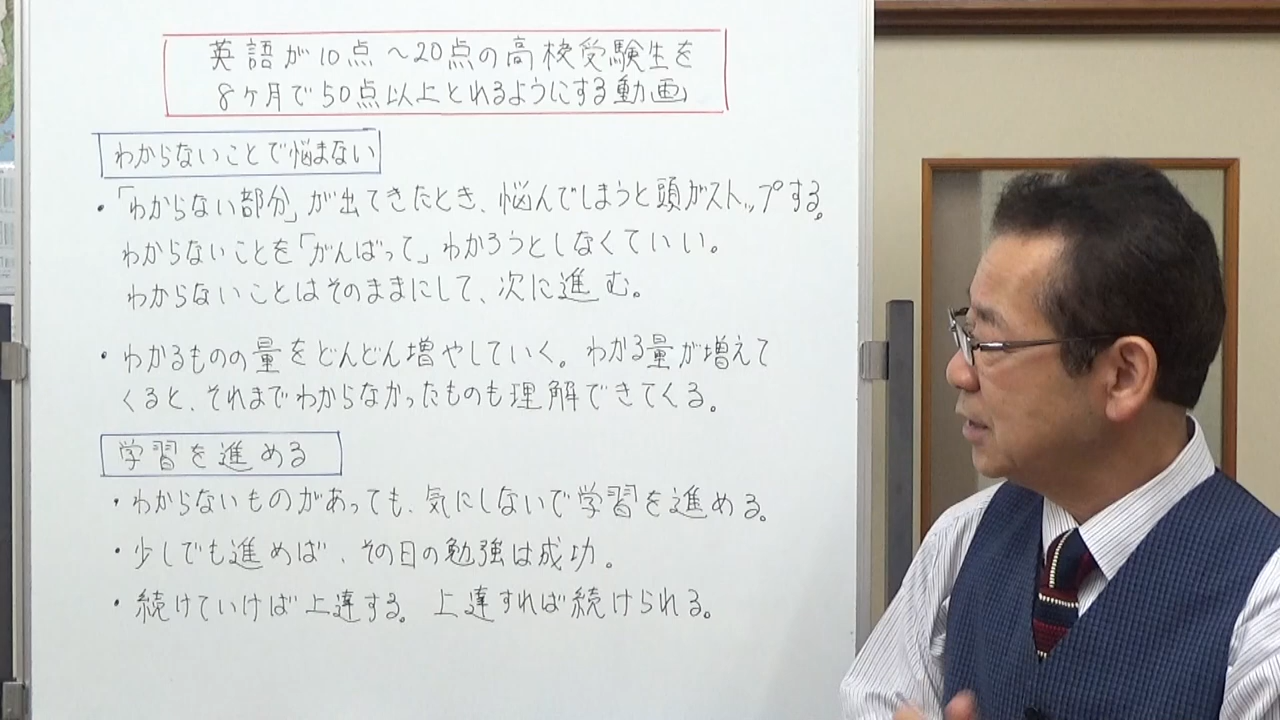 英語が10点〜20点の高校受験生を
8ヶ月で50点以上とれるようにする動画
わからないことで悩まない
・「わからない部分」が出てきたとき、悩んでしまうと頭がストップする。
わからないことを「がんばって」わかろうとしなくていい。
わからないことはそのままにして、次に進む。
・わかるものの量をどんどん増やしていく。わかる量が増えて
くると、それまでわからなかったものも理解できてくる。
学習を進める
・わからないものがあっても、気にしないで学習を進める。
・少しでも進めば、その日の勉強は成功。
・続けていけば上達する。上達すれば続けられる。